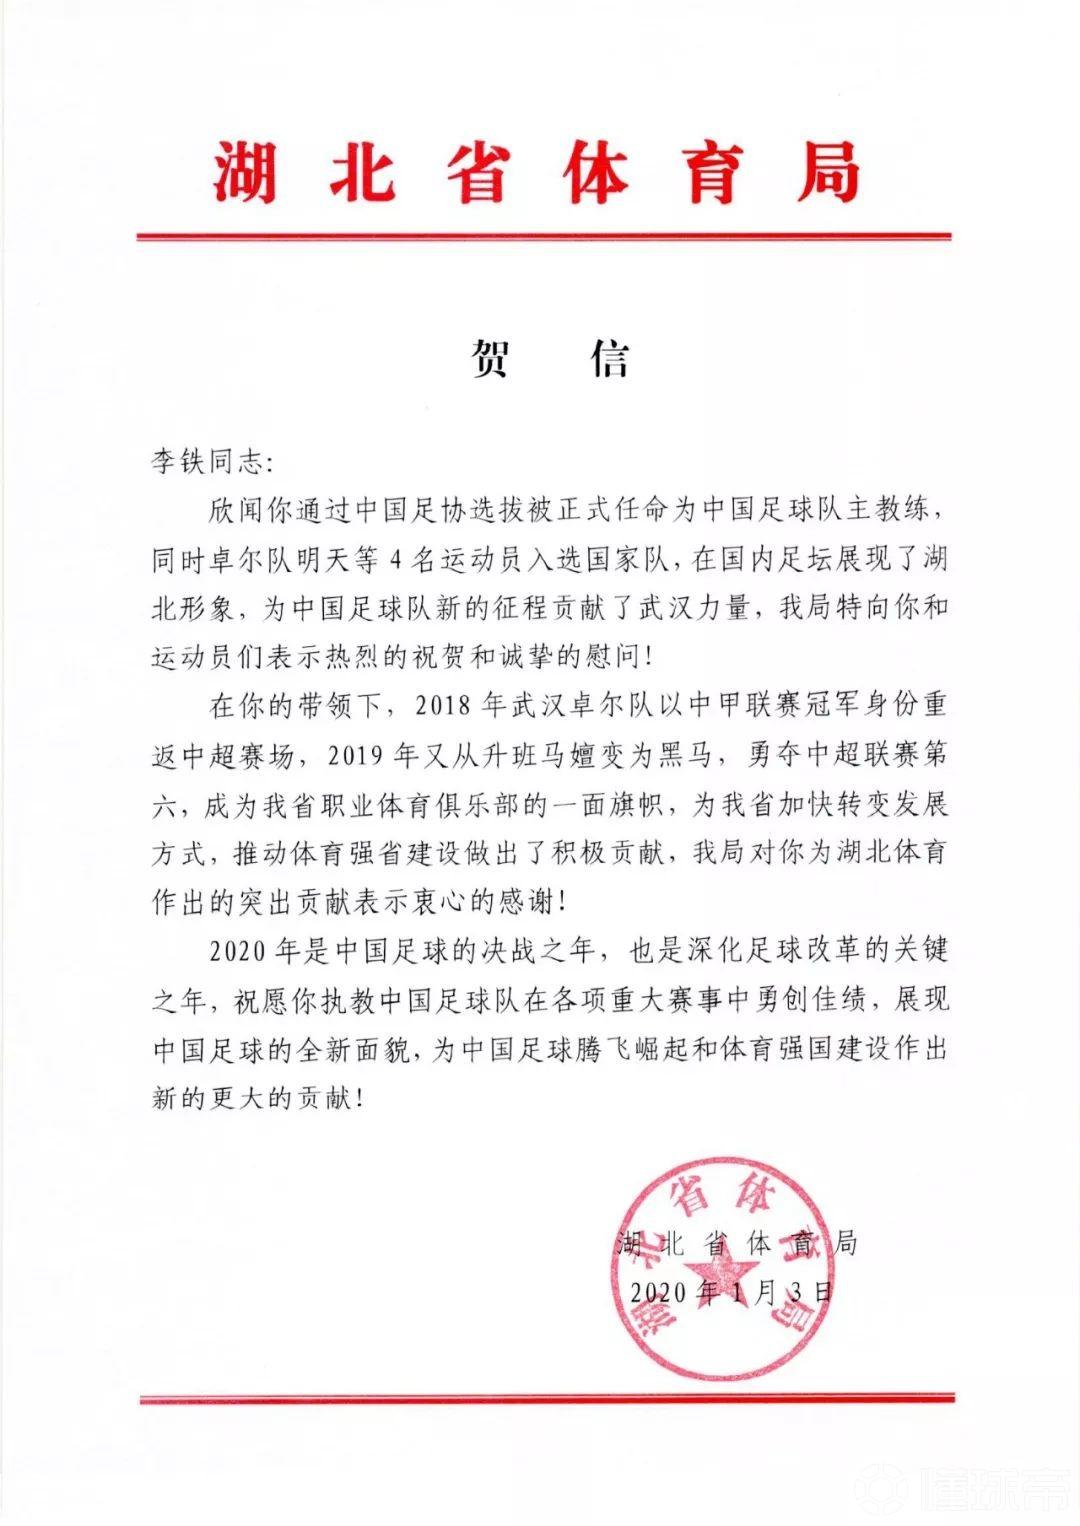 湖北省体育局
贺 信
李铁同志：
欣闻你通过中国足协选拔被正式任命为中国足球队主教练，
同时卓尔队明天等 4 名运动员入选国家队，在国内足坛展现了湖
北形象，为中国足球队新的征程贡献了武汉力量，我局特向你和
运动员们表示热烈的祝贺和诚挚的慰问！
在你的带领下，2018 年武汉卓尔队以中甲联赛冠军身份重
返中超赛场，2019 年又从升班马嬗变为黑马，勇夺中超联赛第
六，成为我省职业体育俱乐部的一面旗帜，为我省加快转变发展
方式，推动体育强省建设做出了积极贡献，我局对你为湖北体育
作出的突出贡献表示衷心的感谢！
2020 年是中国足球的决战之年，也是深化足球改革的关键
之年，祝愿你执教中国足球队在各项重大赛事中勇创佳绩，展现
中国足球的全新面貌，为中国足球腾飞崛起和体育强国建设作出
新的更大的贡献！
湖北省体育局
2020 年 1 月 3 日
湖北省体育局
懂球帝